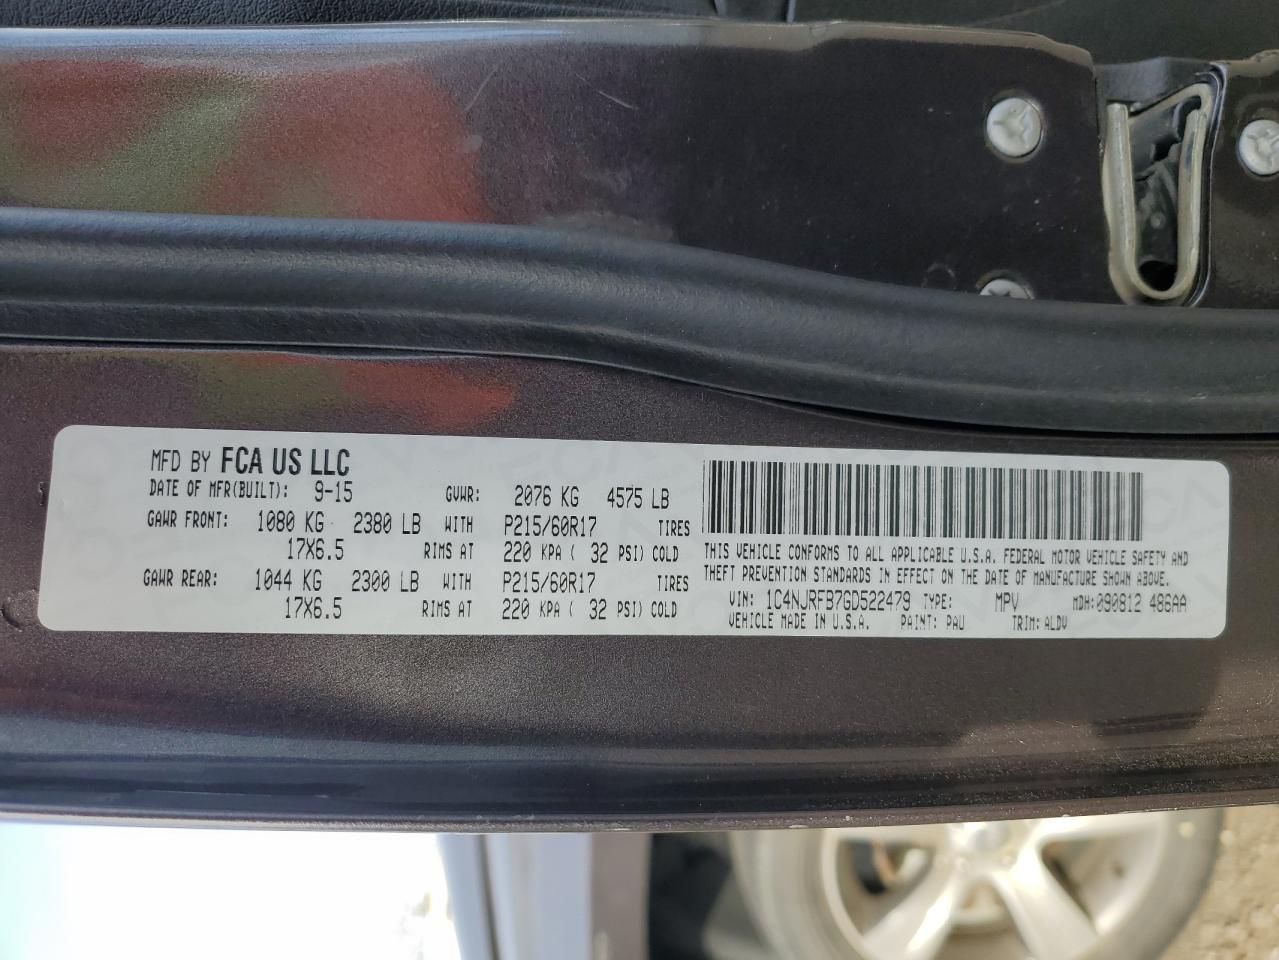 MFD BY FCA US LLC
DATE OF MFR(BUILT): 9-15 GVWR: 2076 KG 4575 LB
GAWR FRONT: 1080 KG 2380 LB WITH P215/60R17 TIRES
17X6.5 RIMS AT 220 KPA ( 32 PSI) COLD
GAWR REAR: 1044 KG 2300 LB WITH P215/60R17 TIRES
17X6.5 RIMS AT 220 KPA ( 32 PSI) COLD
THIS VEHICLE CONFORMS TO ALL APPLICABLE U.S.A. FEDERAL MOTOR VEHICLE SAFETY AND
THEFT PREVENTION STANDARDS IN EFFECT ON THE DATE OF MANUFACTURE SHOWN ABOVE.
VIN: 1C4NJRFB7GD522479 TYPE: MPV MDH: 090812 486AA
VEHICLE MADE IN U.S.A. PAINT: PAU TRIM: ALDV